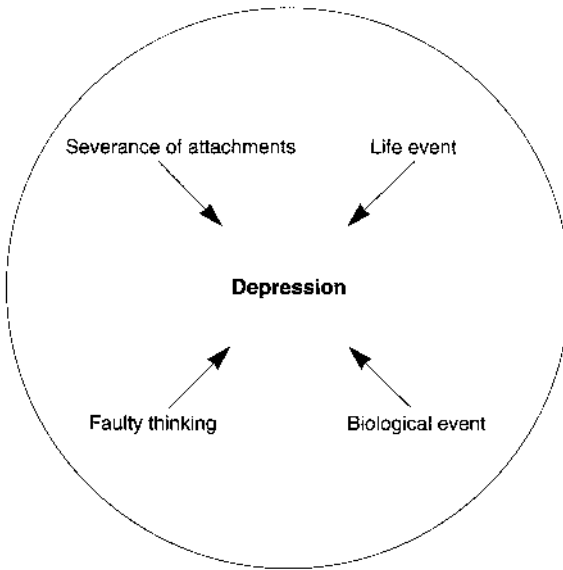 Severance of attachments
Life event
Depression
Faulty thinking
Biological event